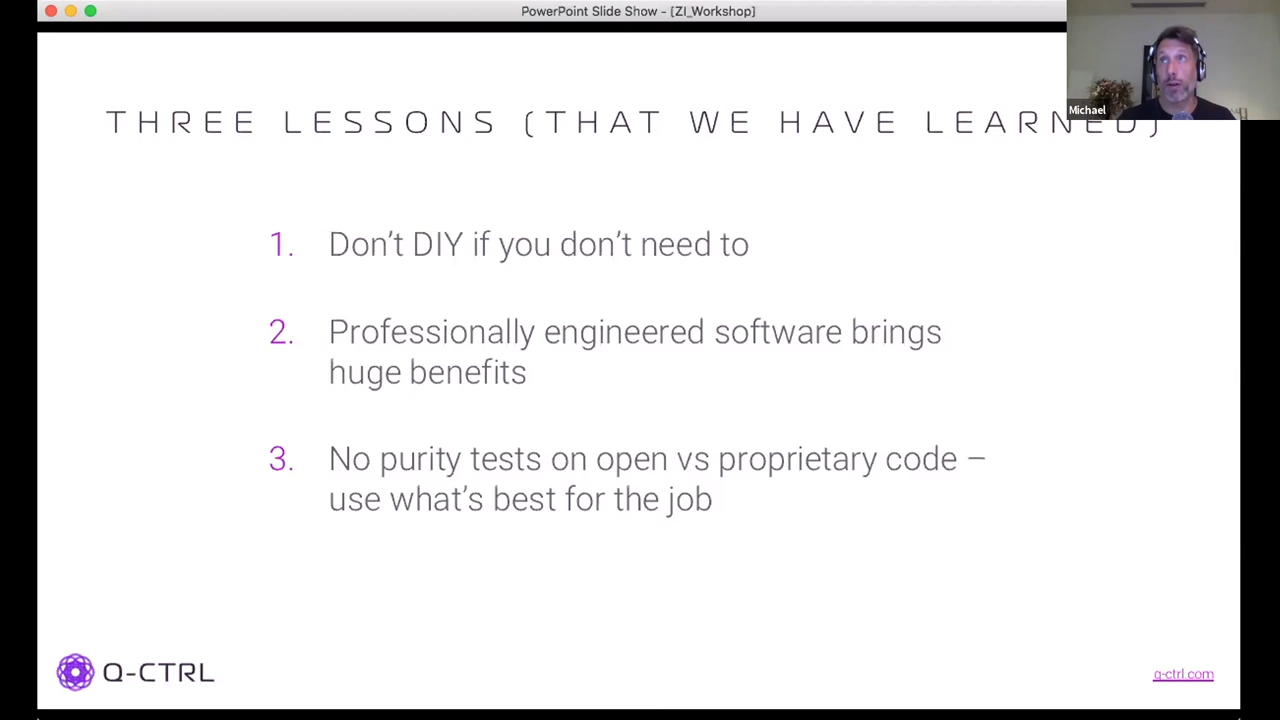 PowerPoint Slide Show - [ZI_Workshop]
Michael
THREE LESSONS (THAT WE HAVE LEARNED)
1. Don't DIY if you don't need to
2. Professionally engineered software brings
huge benefits
3. No purity tests on open vs proprietary code –
use what's best for the job
Q-CTRL
q-ctrl.com